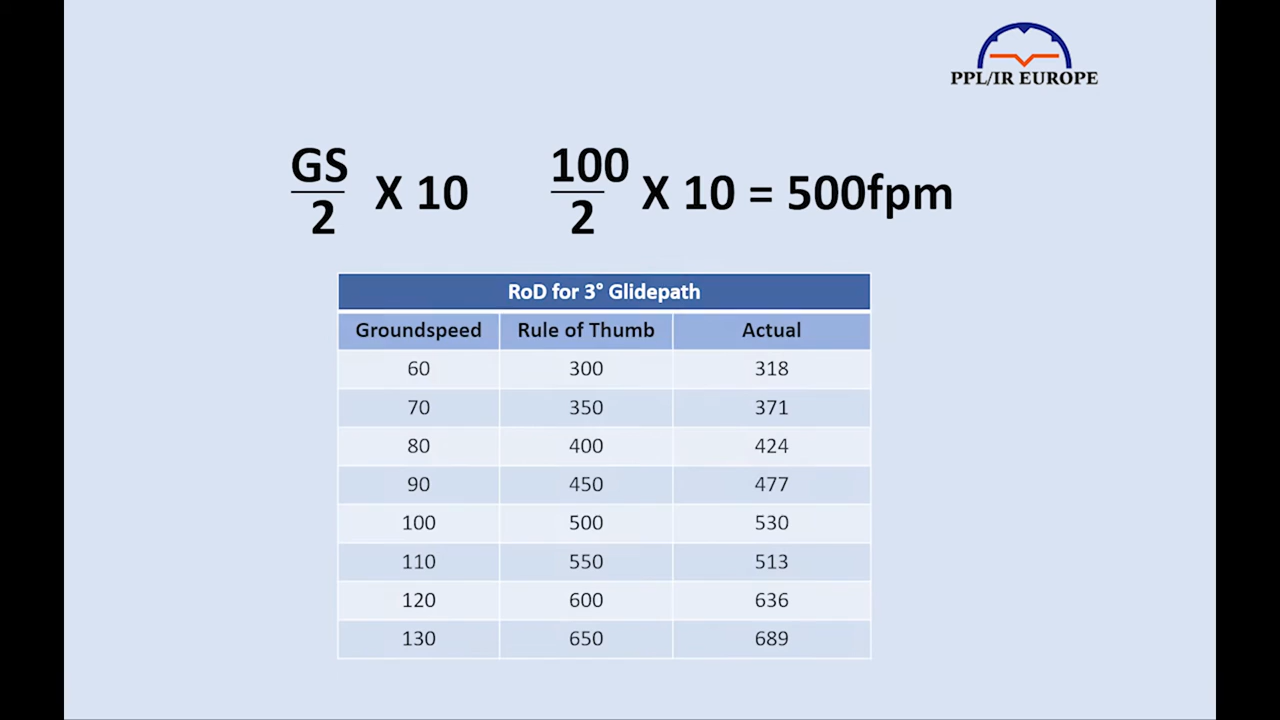 PPL/IR EUROPE
GS/2 X 10 100/2 X 10 = 500fpm
RoD for 3° Glidepath
Groundspeed Rule of Thumb Actual
60 300 318
70 350 371
80 400 424
90 450 477
100 500 530
110 550 513
120 600 636
130 650 689